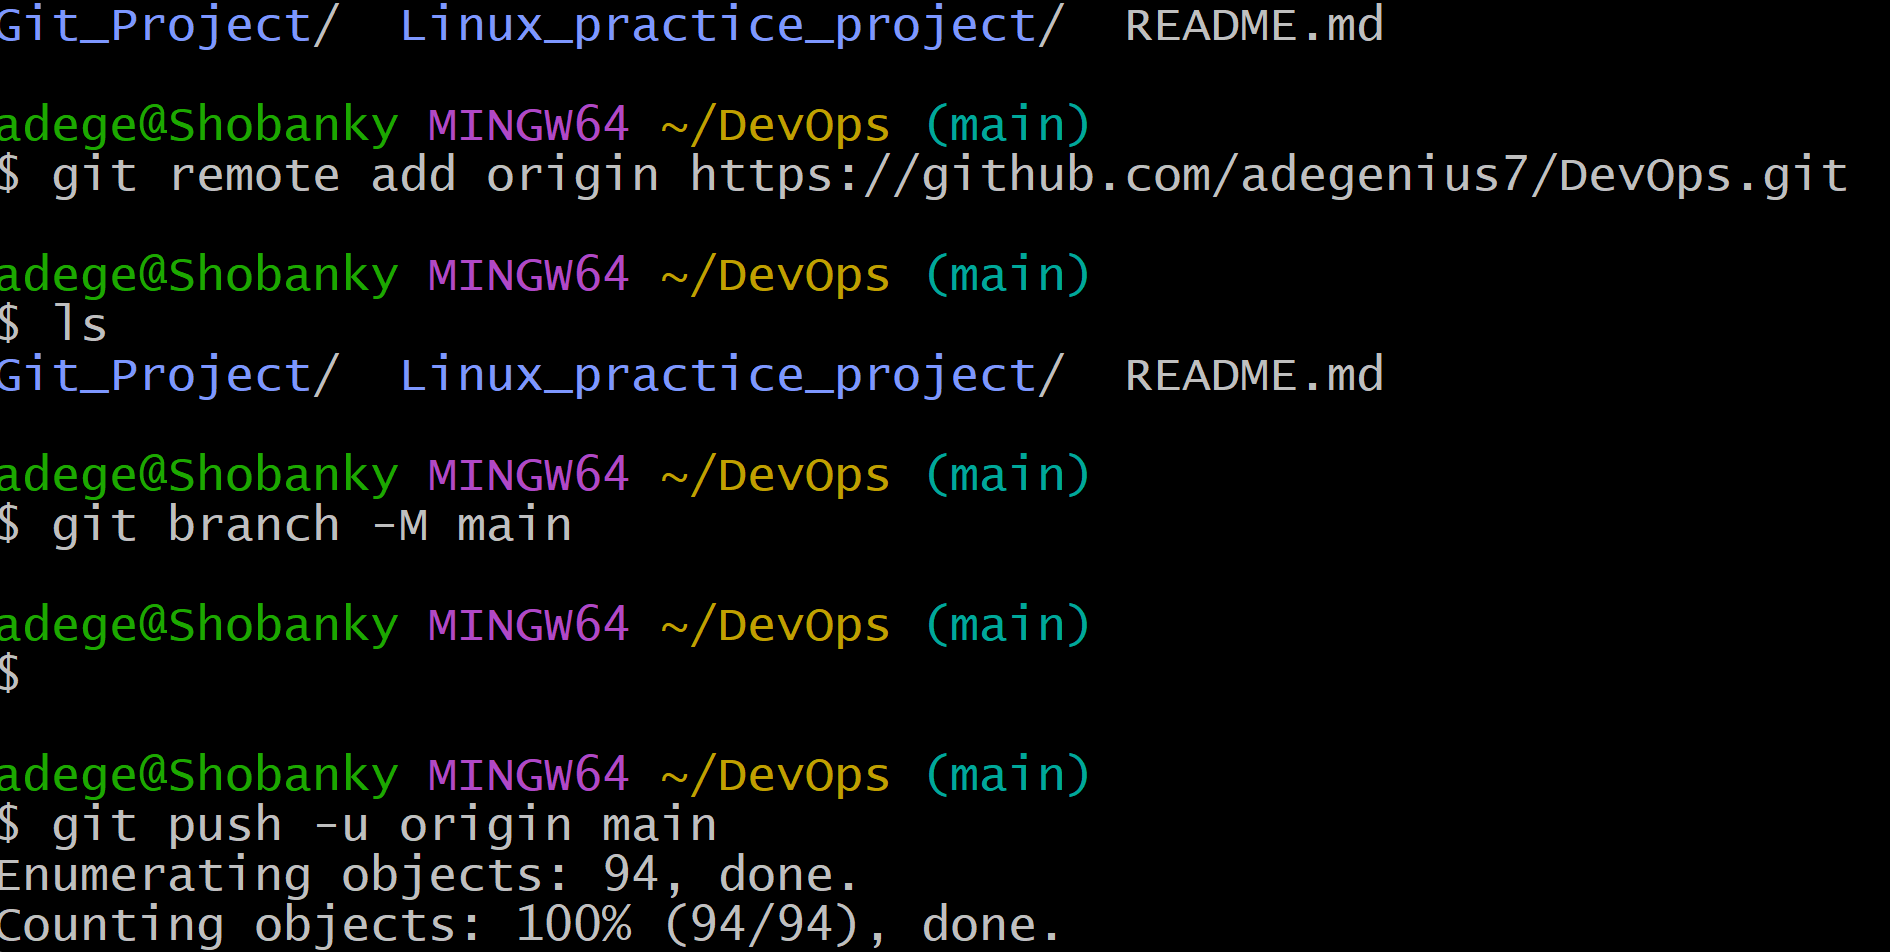 Git_Project/  Linux_practice_project/  README.md
adege@Shobanky MINGW64 ~/DevOps (main)
$ git remote add origin https://github.com/adegenius7/DevOps.git
adege@Shobanky MINGW64 ~/DevOps (main)
$ ls
Git_Project/  Linux_practice_project/  README.md
adege@Shobanky MINGW64 ~/DevOps (main)
$ git branch -M main
adege@Shobanky MINGW64 ~/DevOps (main)
$
adege@Shobanky MINGW64 ~/DevOps (main)
$ git push -u origin main
Enumerating objects: 94, done.
Counting objects: 100% (94/94), done.